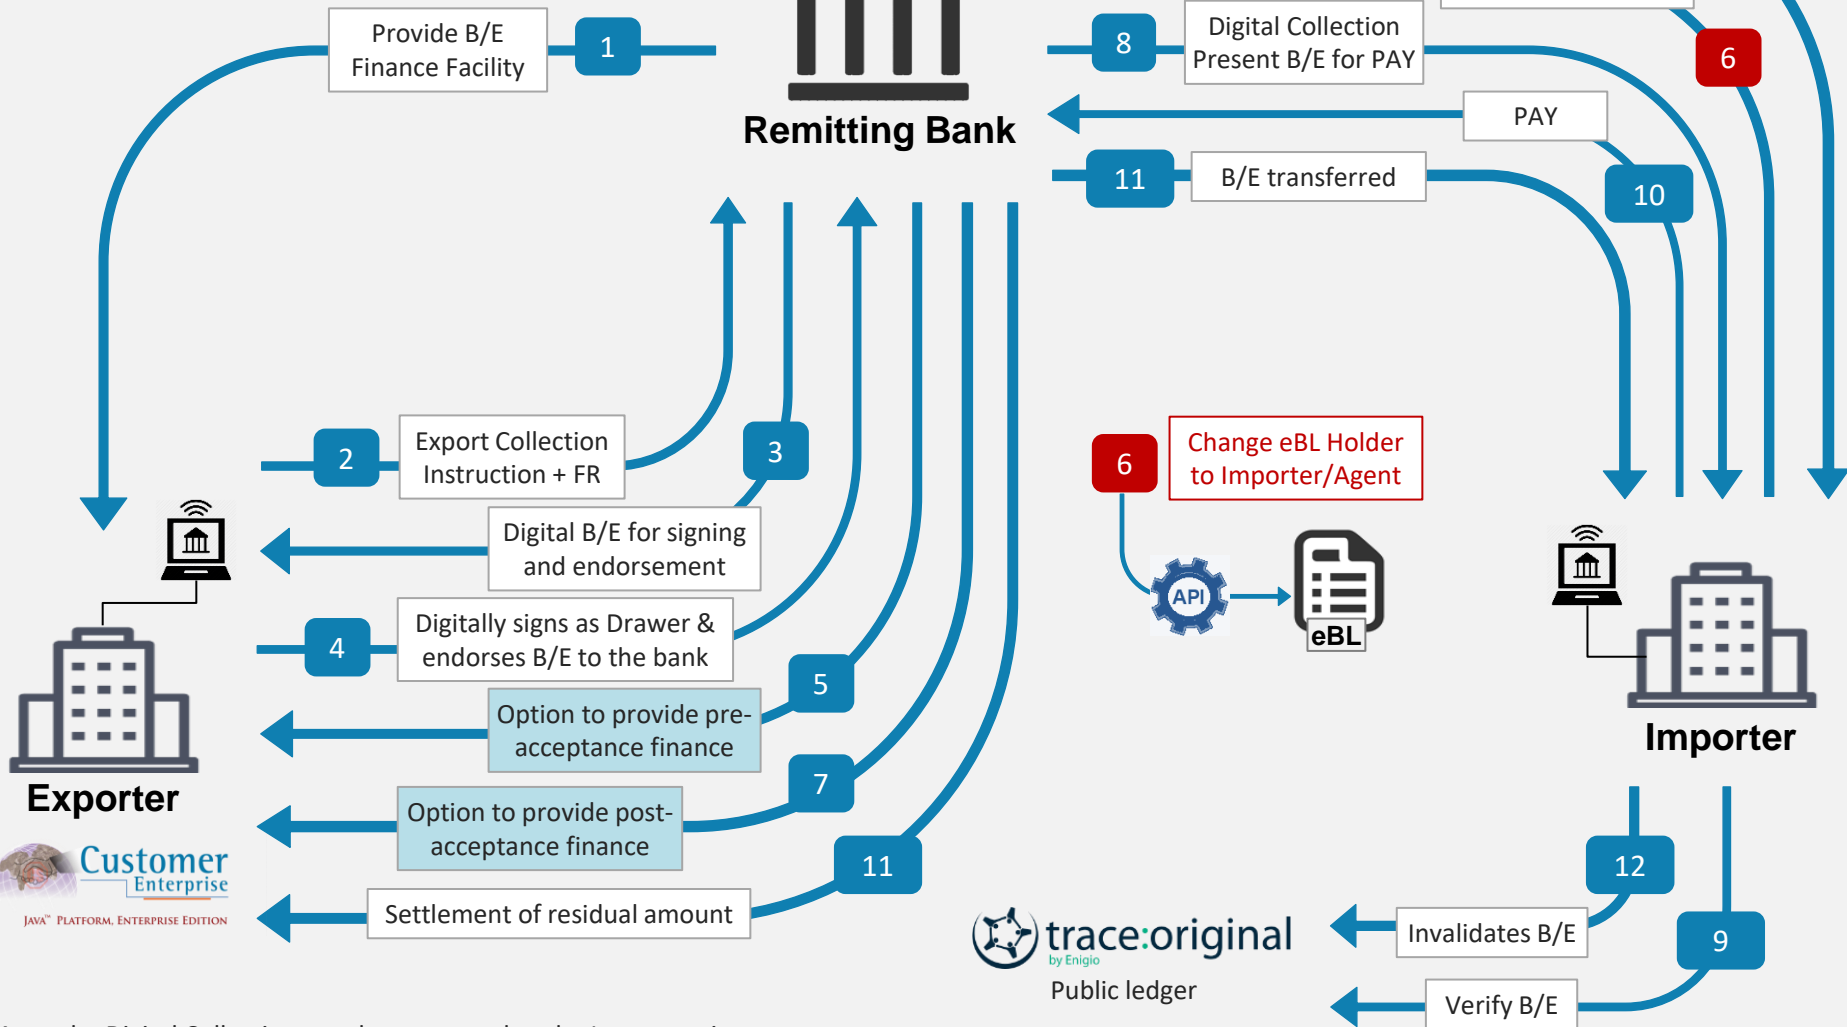 Provide B/E
Finance Facility
1
Remitting Bank
8
Digital Collection
Present B/E for PAY
6
PAY
10
11
B/E transferred
2
Export Collection
Instruction + FR
3
Digital B/E for signing
and endorsement
4
Digitally signs as Drawer &
endorses B/E to the bank
5
Option to provide pre-
acceptance finance
7
Option to provide post-
acceptance finance
11
Settlement of residual amount
6
Change eBL Holder
to Importer/Agent
API
eBL
Exporter
Customer
Enterprise
JAVA™ PLATFORM, ENTERPRISE EDITION
Importer
12
Invalidates B/E
9
Verify B/E
trace:original
by Enigio
Public ledger